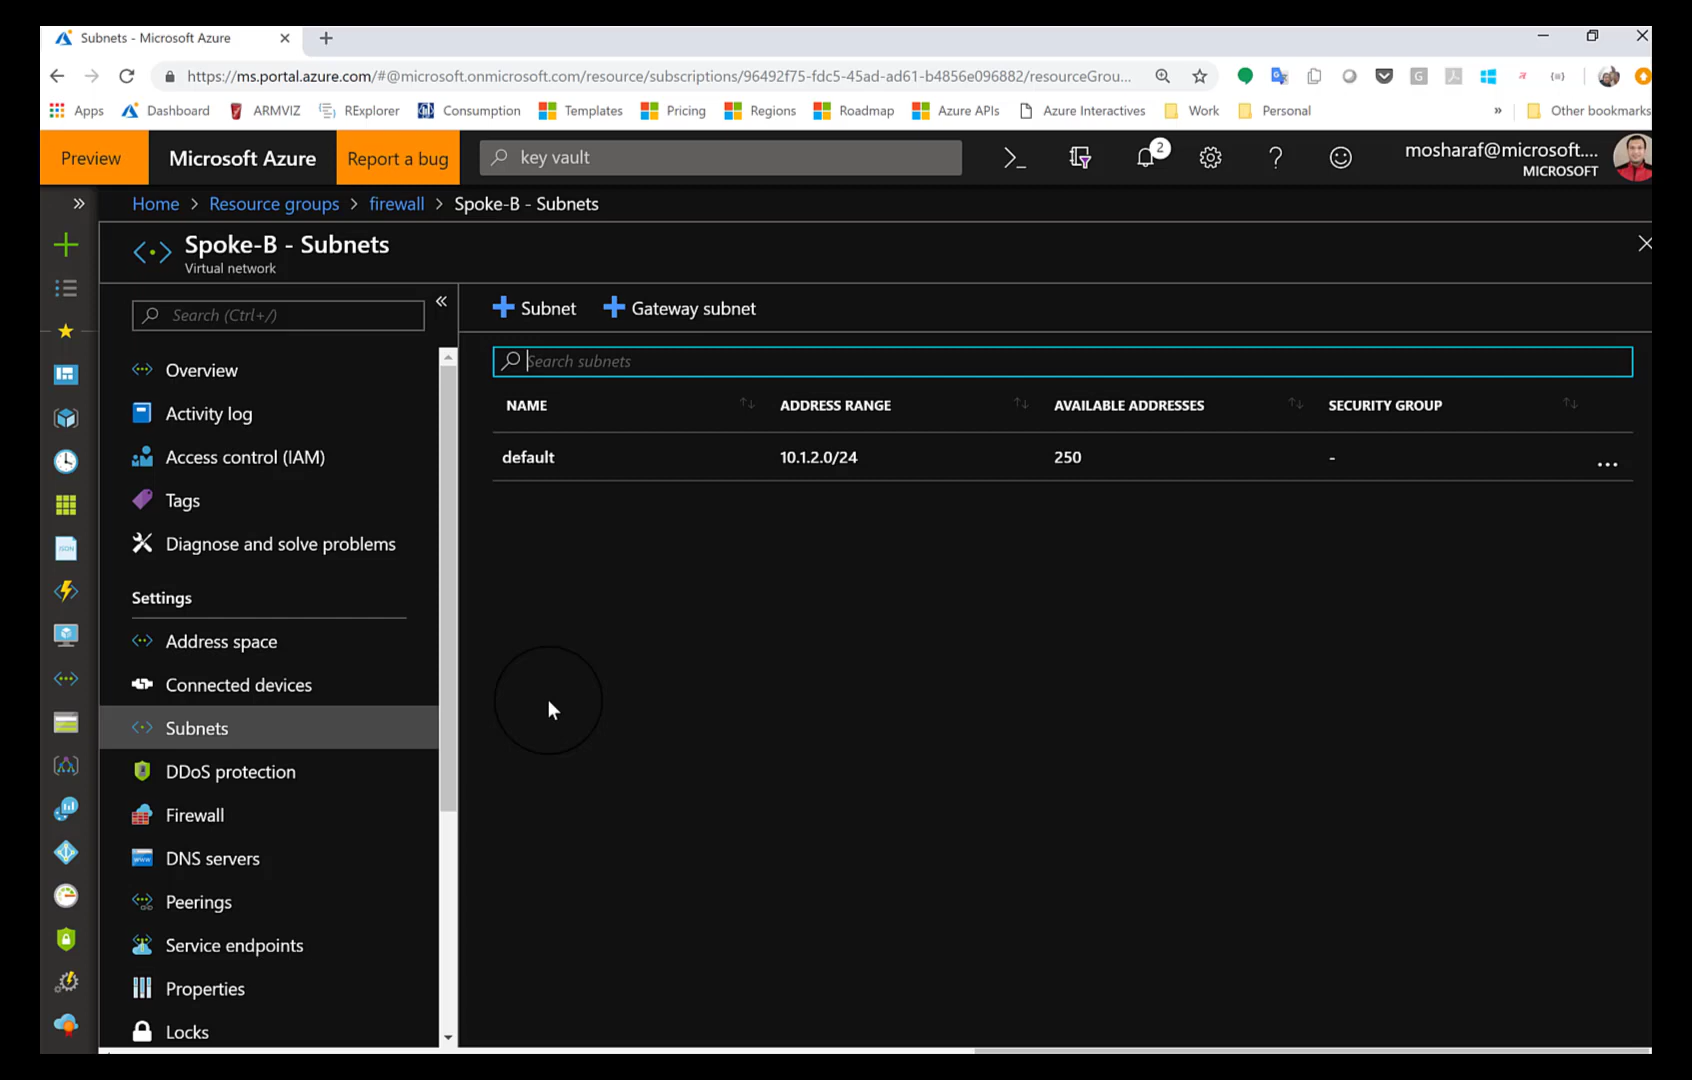 Subnets - Microsoft Azure
https://ms.portal.azure.com/#@microsoft.onmicrosoft.com/resource/subscriptions/96492f75-fdc5-45ad-ad61-b4856e096882/resourceGrou...
Apps Dashboard ARMVIZ RExplorer Consumption Templates Pricing Regions Roadmap Azure APIs Azure Interactives Work Personal » Other bookmarks
Preview Microsoft Azure Report a bug key vault 2 mosharaf@microsoft....
MICROSOFT
» Home > Resource groups > firewall > Spoke-B - Subnets
Spoke-B - Subnets
Virtual network
Search (Ctrl+/) «
Overview
Activity log
Access control (IAM)
Tags
Diagnose and solve problems
Settings
Address space
Connected devices
Subnets
DDoS protection
Firewall
DNS servers
Peerings
Service endpoints
Properties
Locks
+ Subnet + Gateway subnet
Search subnets
NAME ADDRESS RANGE AVAILABLE ADDRESSES SECURITY GROUP
default 10.1.2.0/24 250 - ...